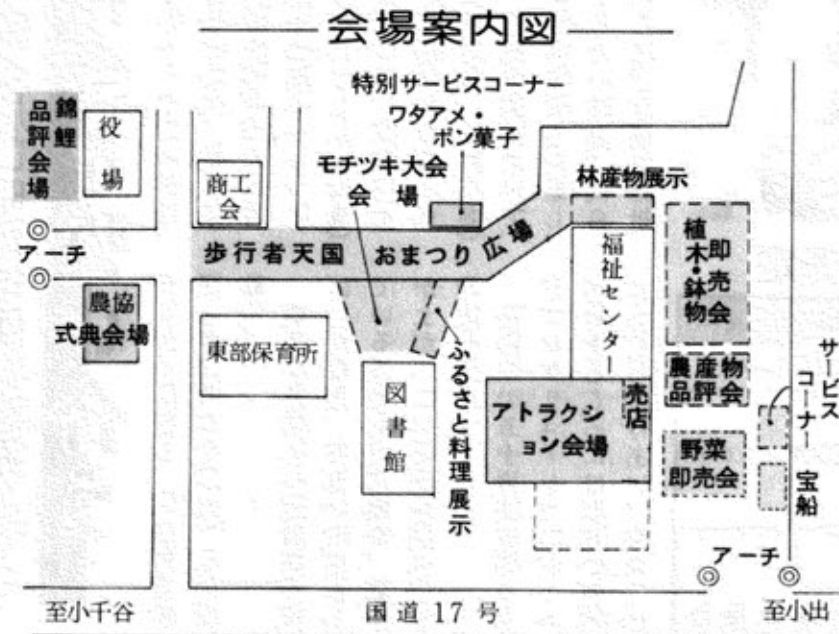 会場案内図
特別サービスコーナー
ワタアメ・
ポン菓子
錦鯉
品評会場
役場
商工
会
モチツキ大会
会場
林産物展示
アーチ
歩行者天国
おまつり広場
植木・鉢物
即売会
福祉センター
農協
式典会場
東部保育所
図書館
ふるさと料理展示
アトラクシ
ョン会場
売店
農産物
品評会
野菜
即売会
サービス
コーナー
宝船
アーチ
至小千谷
国道17号
至小出